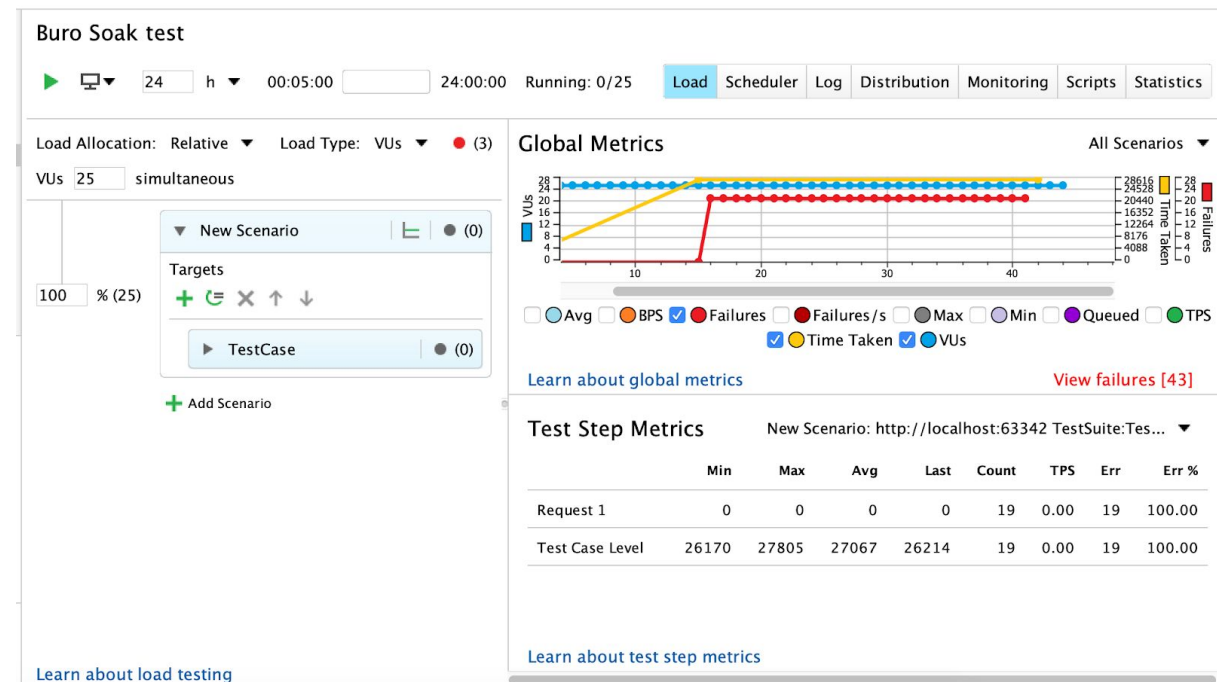 Buro Soak test
24 h 00:05:00 24:00:00 Running: 0/25 Load Scheduler Log Distribution Monitoring Scripts Statistics
Load Allocation: Relative Load Type: VUs (3)
VUs 25 simultaneous
New Scenario (0)
Targets
100 % (25)
TestCase (0)
Add Scenario
Learn about load testing
Global Metrics All Scenarios
VUs
28
24
20
16
12
8
4
0
10 20 30 40
28616
24528
20440
16352
12264
8176
4088
0
Time Taken
28
24
20
16
12
8
4
0
Failures
Avg BPS Failures Failures/s Max Min Queued TPS
Time Taken VUs
Learn about global metrics View failures [43]
Test Step Metrics New Scenario: http://localhost:63342 TestSuite:Tes...
Min Max Avg Last Count TPS Err Err %
Request 1 0 0 0 0 19 0.00 19 100.00
Test Case Level 26170 27805 27067 26214 19 0.00 19 100.00
Learn about test step metrics